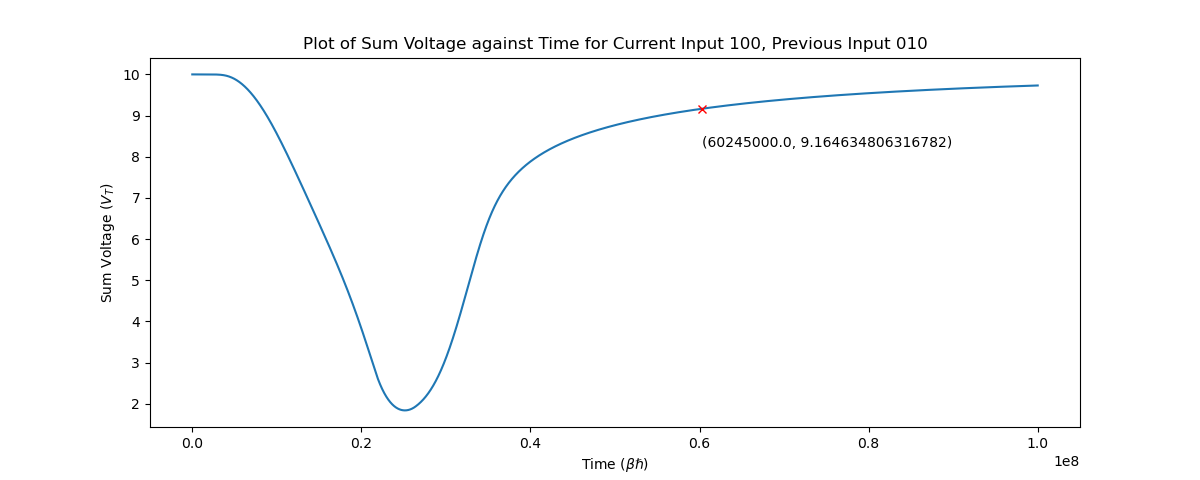 Plot of Sum Voltage against Time for Current Input 100, Previous Input 010
10
9
8
7
6
5
4
3
2
Sum Voltage (V_T)
(60245000.0, 9.164634806316782)
0.0 0.2 0.4 0.6 0.8 1.0
1e8
Time (βℏ)